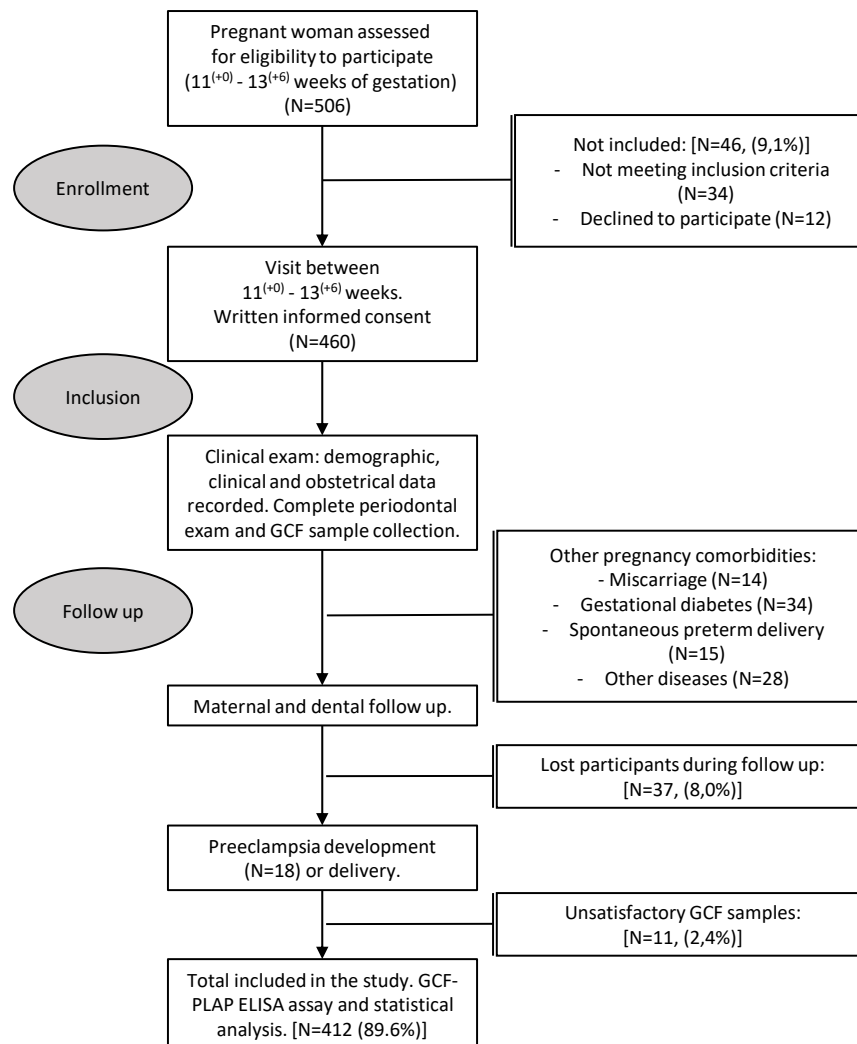 Pregnant woman assessed
for eligibility to participate
(11⁽⁺⁰⁾ - 13⁽⁺⁶⁾ weeks of gestation)
(N=506)
Not included: [N=46, (9,1%)]
- Not meeting inclusion criteria
(N=34)
- Declined to participate (N=12)
Enrollment
Visit between
11⁽⁺⁰⁾ - 13⁽⁺⁶⁾ weeks.
Written informed consent
(N=460)
Inclusion
Clinical exam: demographic,
clinical and obstetrical data
recorded. Complete periodontal
exam and GCF sample collection.
Other pregnancy comorbidities:
- Miscarriage (N=14)
- Gestational diabetes (N=34)
- Spontaneous preterm delivery
(N=15)
- Other diseases (N=28)
Follow up
Maternal and dental follow up.
Lost participants during follow up:
[N=37, (8,0%)]
Preeclampsia development
(N=18) or delivery.
Unsatisfactory GCF samples:
[N=11, (2,4%)]
Total included in the study. GCF-
PLAP ELISA assay and statistical
analysis. [N=412 (89.6%)]